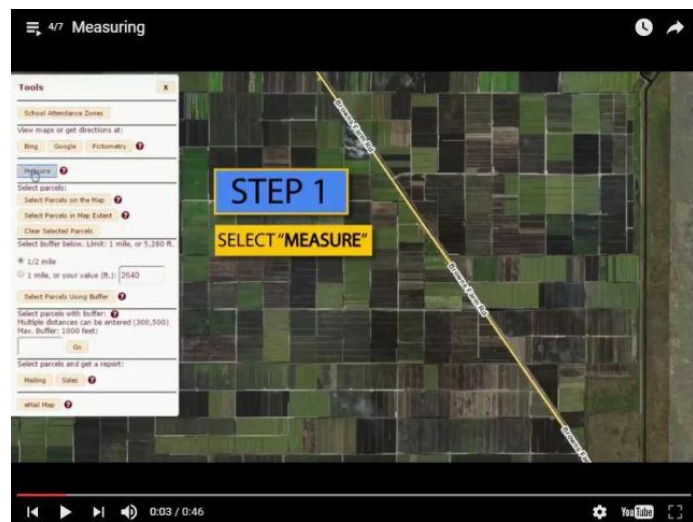 4/7 Measuring
Tools x
School Attendance Zones
View maps or get directions at:
Bing Google Pictometry ?
Measure ?
Select parcels:
Select Parcels on the Map ?
Select Parcels in Map Extent ?
Clear Selected Parcels
Select buffer below. Limit: 1 mile, or 5,280 ft.
1/2 mile
1 mile, or your value (ft.): 2640
Select Parcels Using Buffer ?
Select parcels with buffer: ?
Multiple distances can be entered (300,500)
Max. Buffer: 1000 feet:
Go
Select parcels and get a report:
Mailing Sales ?
eMail Map ?
STEP 1
SELECT "MEASURE"
Browns Farm Rd
Browns Farm Rd
Browns Fa
0:03 / 0:46
YouTube